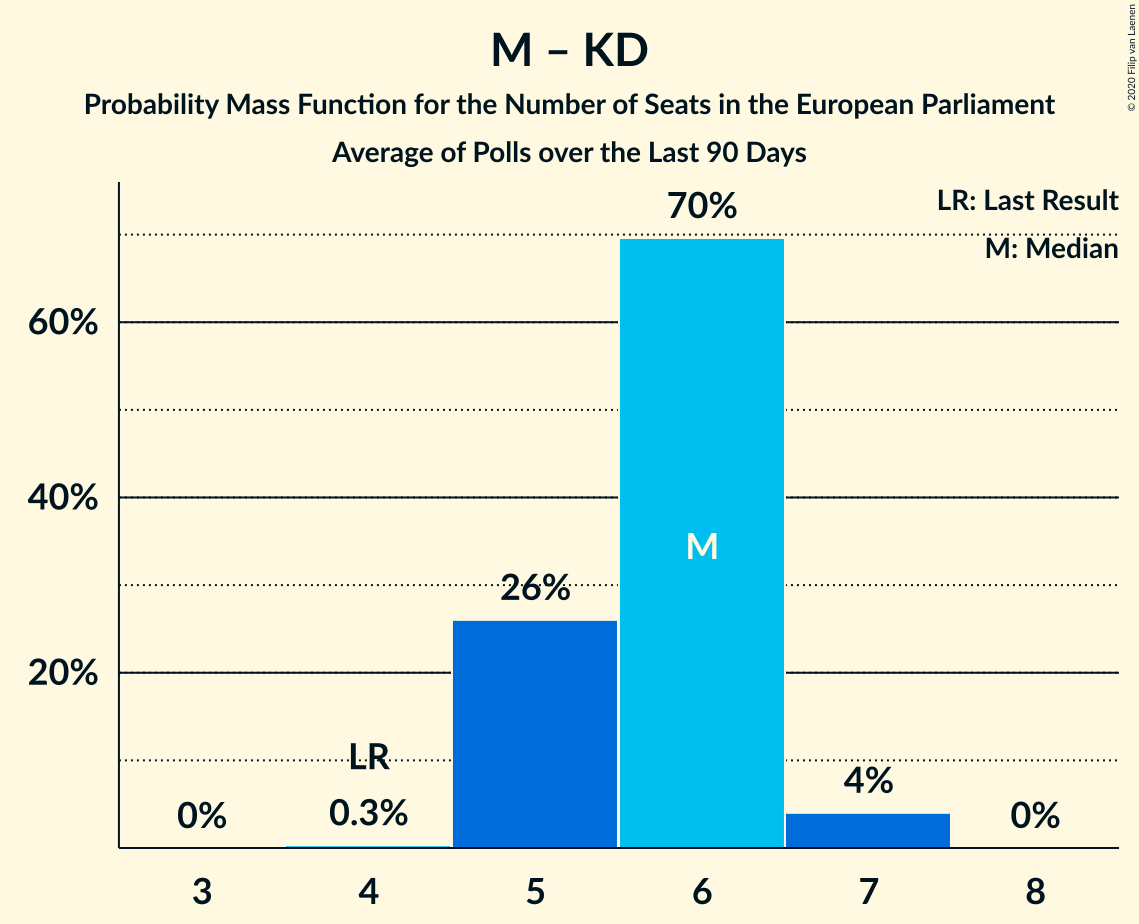 M – KD
Probability Mass Function for the Number of Seats in the European Parliament
Average of Polls over the Last 90 Days
© 2020 Filip van Laenen
LR: Last Result
M: Median
70%
60%
40%
M
26%
20%
LR
4%
0%
0.3%
0%
3
4
5
6
7
8